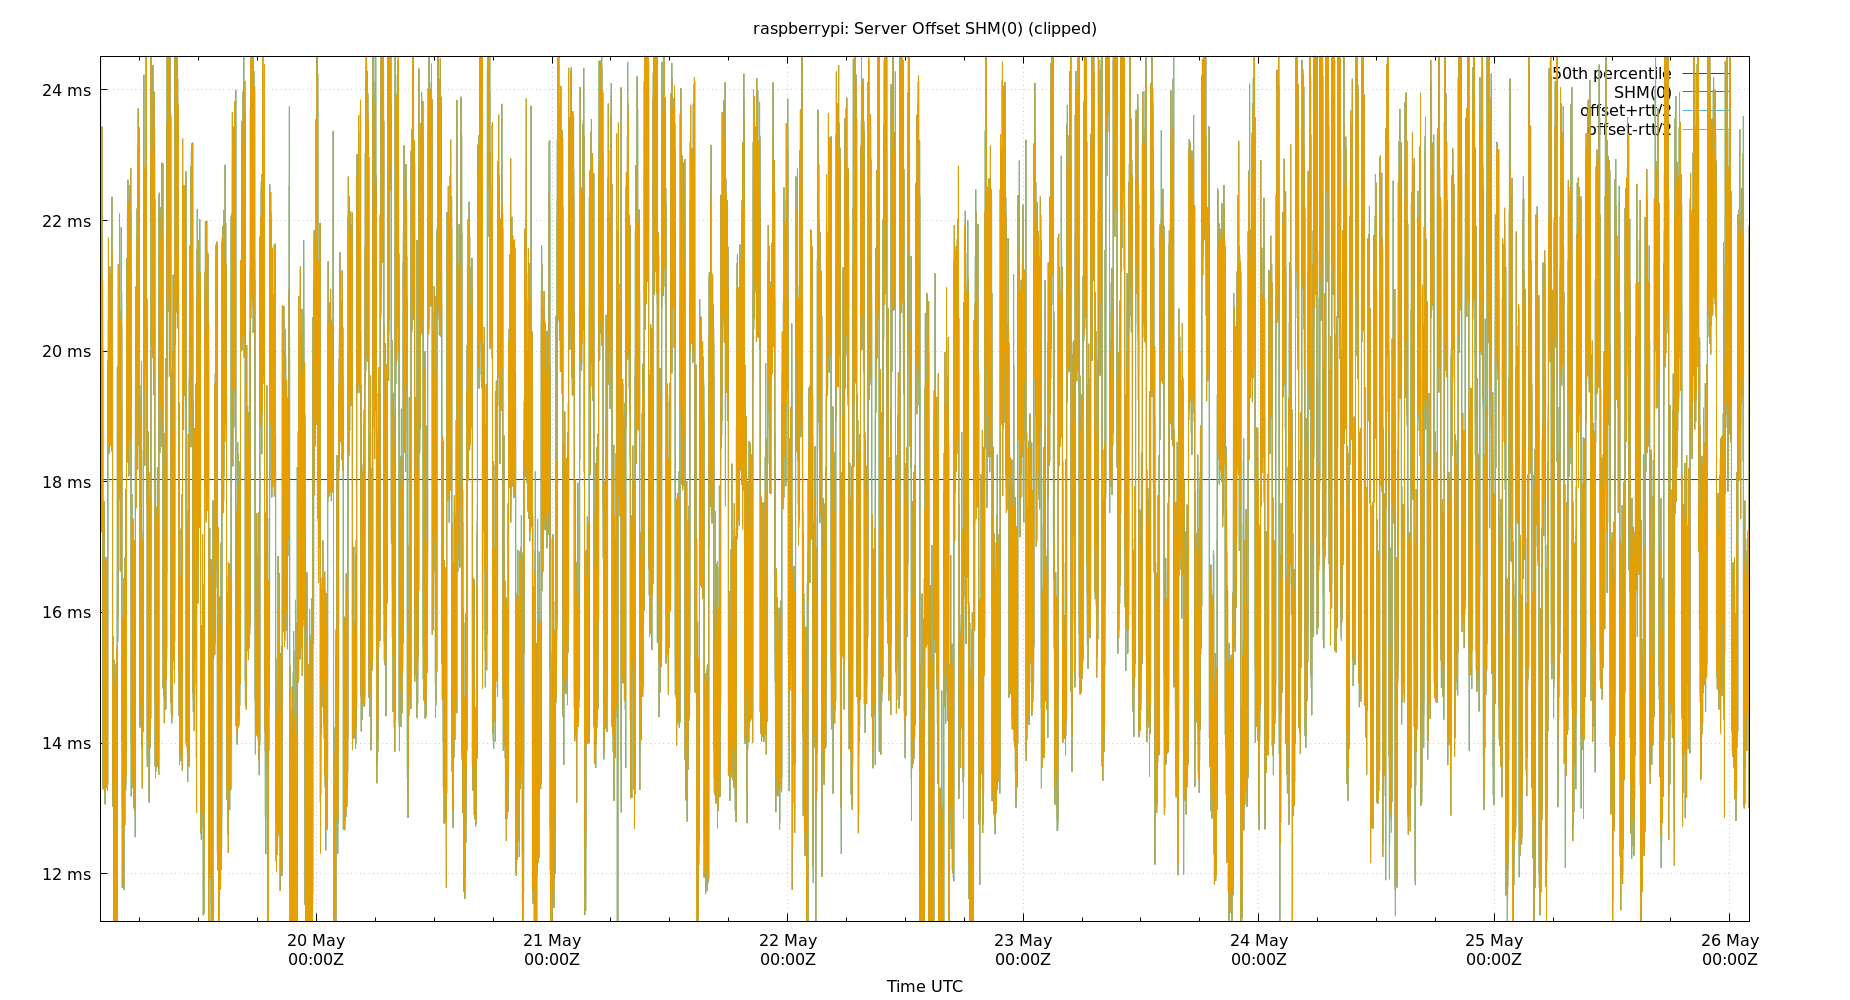 raspberrypi: Server Offset SHM(0) (clipped)
24 ms
22 ms
20 ms
18 ms
16 ms
14 ms
12 ms
50th percentile
SHM(0)
offset+rtt/2
offset-rtt/2
20 May 21 May 22 May 23 May 24 May 25 May 26 May
00:00Z 00:00Z 00:00Z 00:00Z 00:00Z 00:00Z 00:00Z
Time UTC